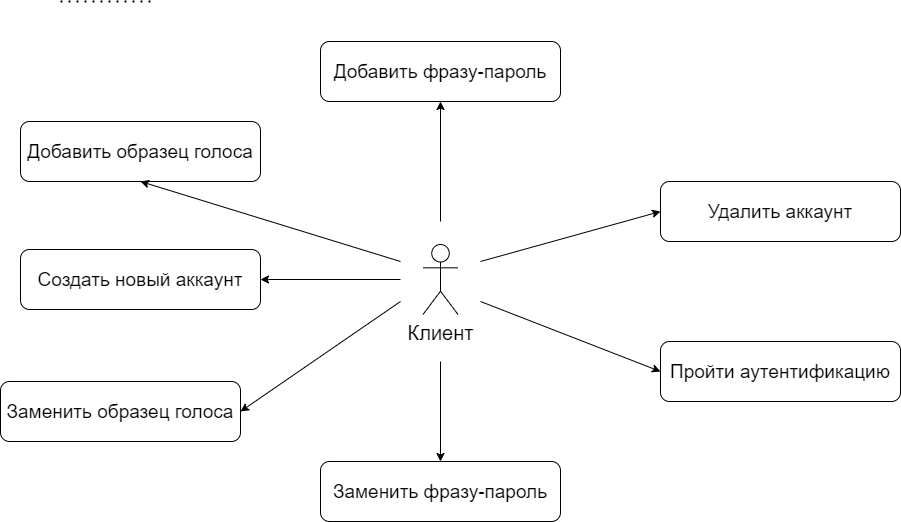 Добавить фразу-пароль
Добавить образец голоса
Удалить аккаунт
Создать новый аккаунт
Клиент
Пройти аутентификацию
Заменить образец голоса
Заменить фразу-пароль